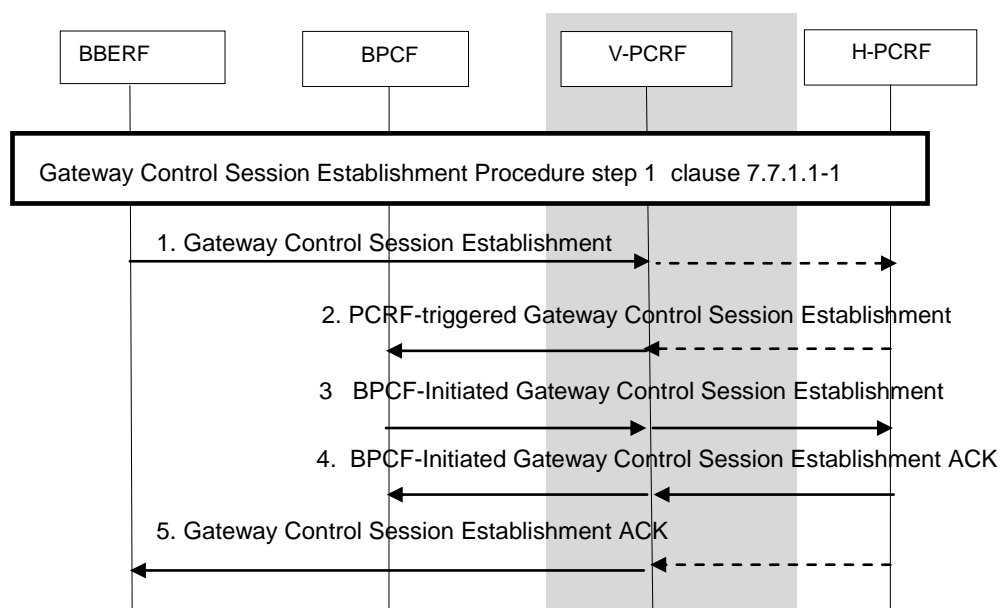 BBERF
BPCF
V-PCRF
H-PCRF
Gateway Control Session Establishment Procedure step 1 clause 7.7.1.1-1
1. Gateway Control Session Establishment
2. PCRF-triggered Gateway Control Session Establishment
3 BPCF-Initiated Gateway Control Session Establishment
4. BPCF-Initiated Gateway Control Session Establishment ACK
5. Gateway Control Session Establishment ACK